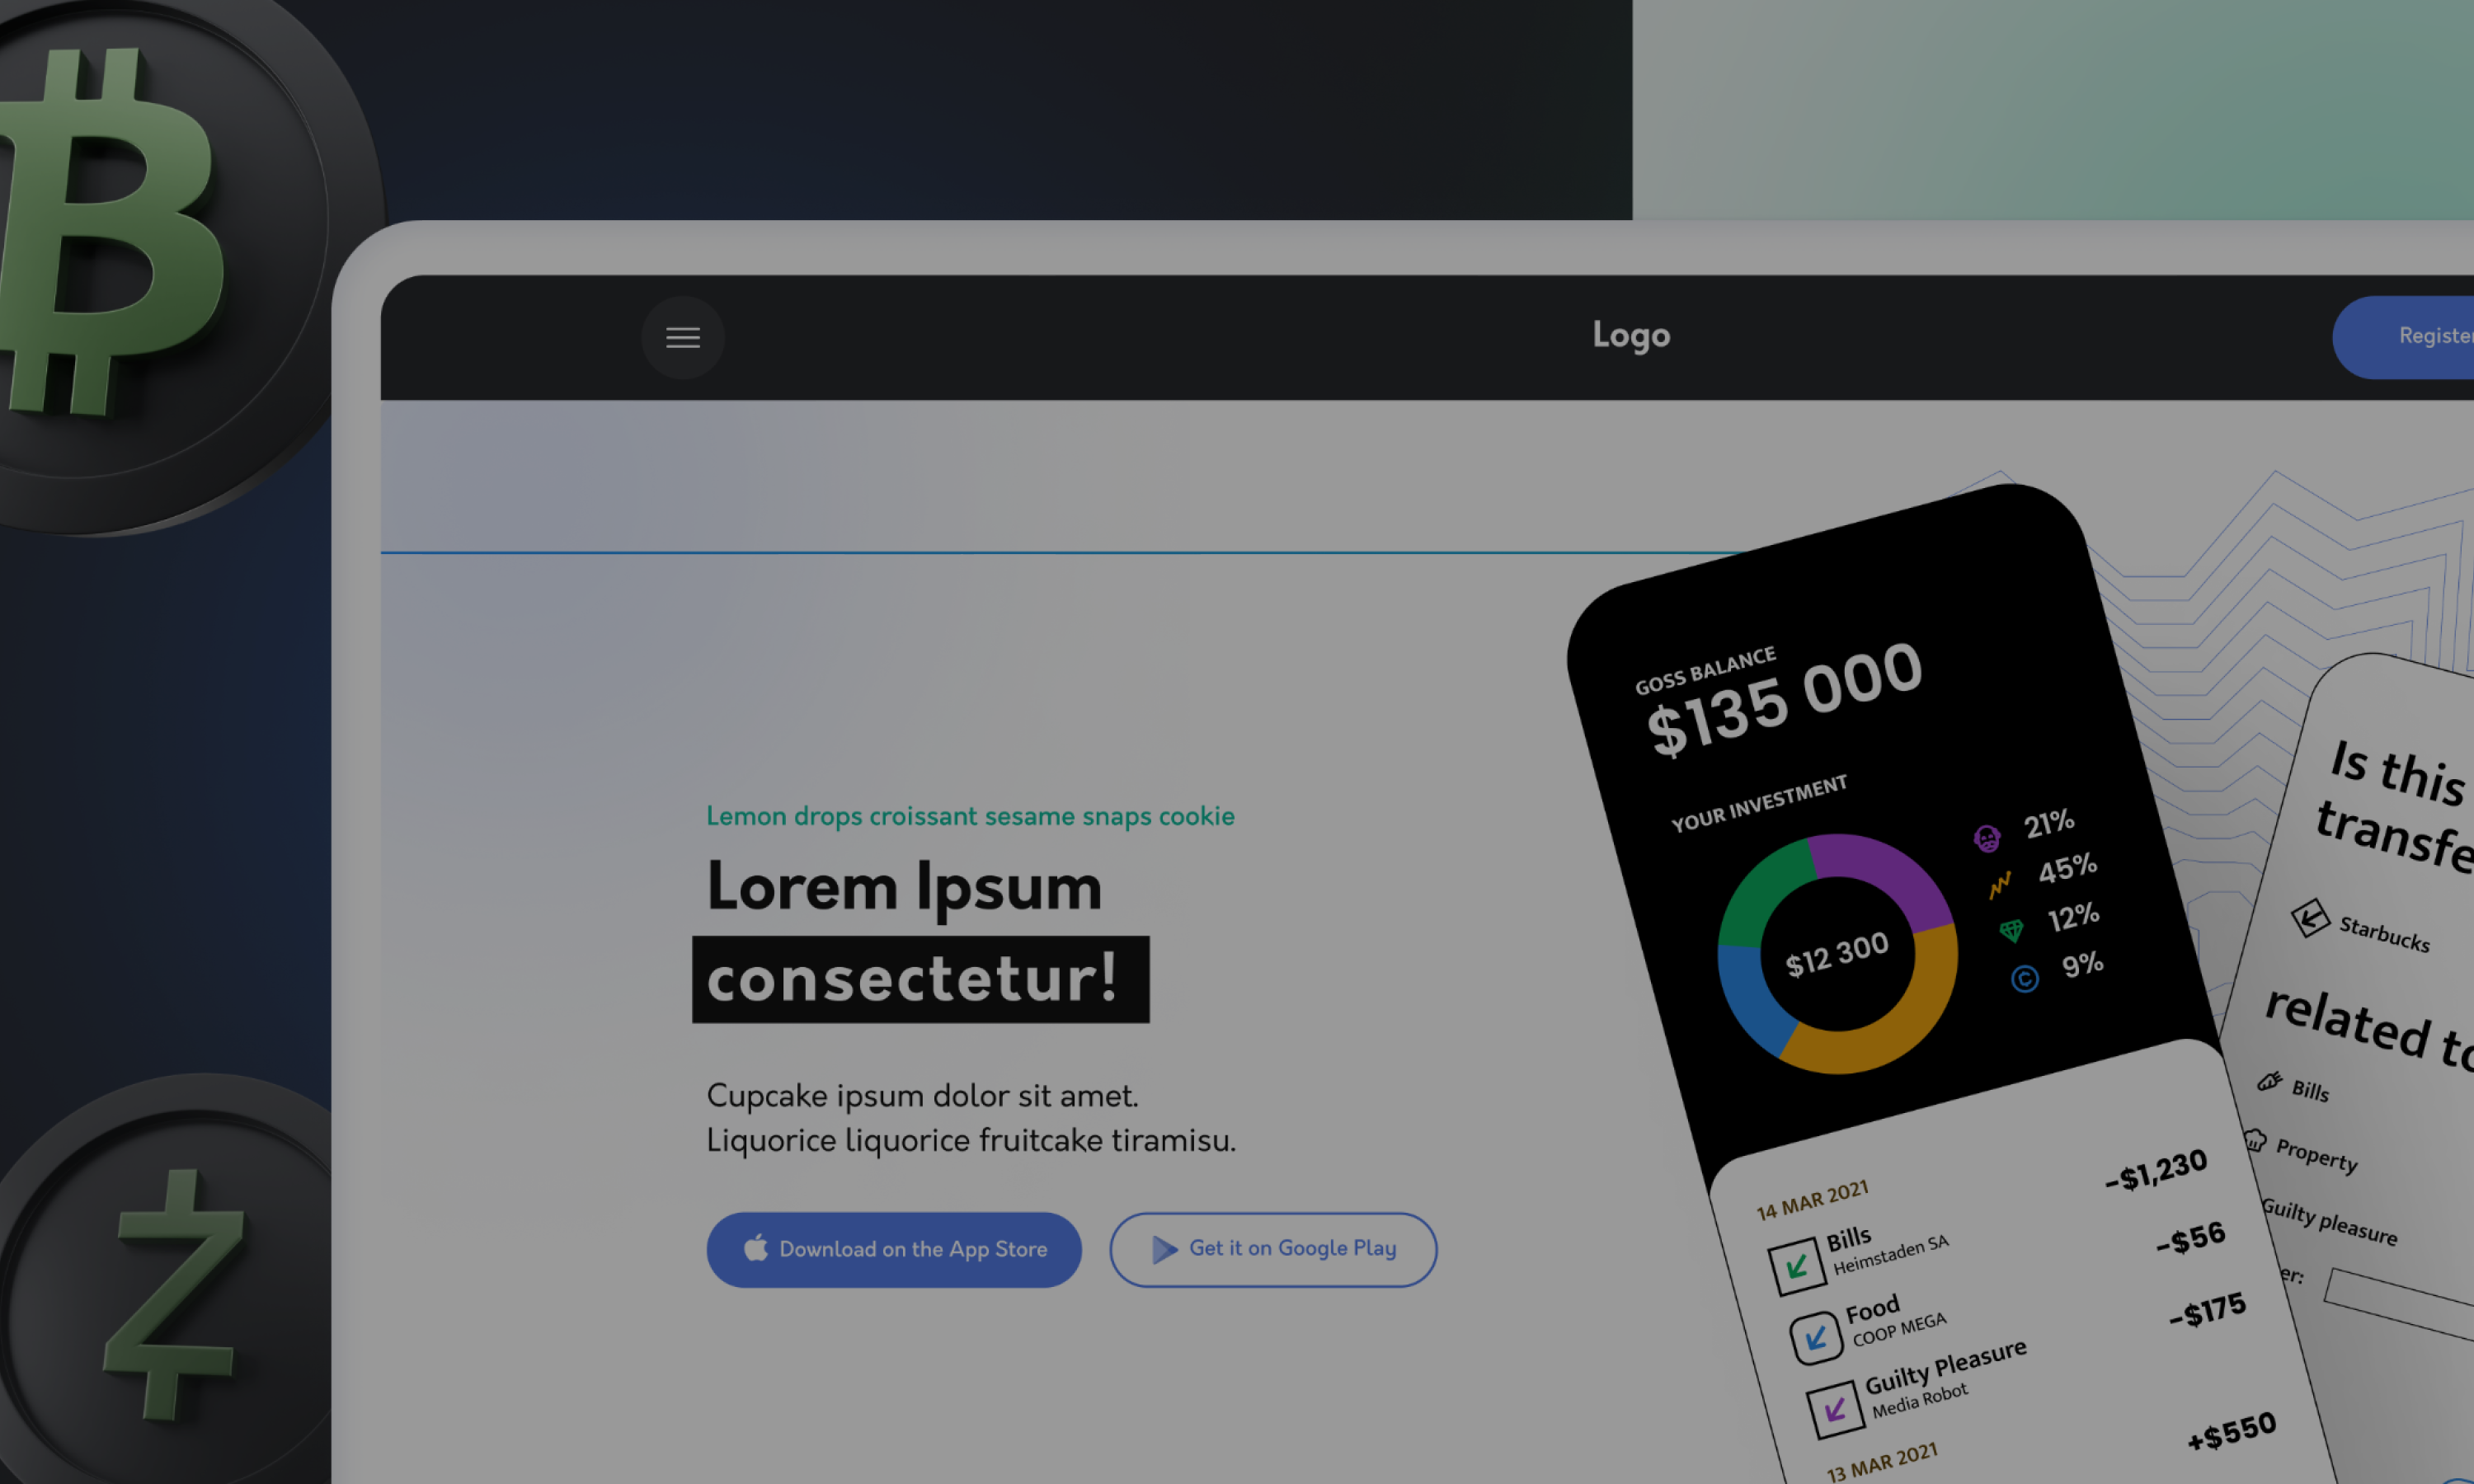 Logo
Register
Lemon drops croissant sesame snaps cookie
Lorem Ipsum
consectetur!
Cupcake ipsum dolor sit amet.
Liquorice liquorice fruitcake tiramisu.
Download on the App Store
Get it on Google Play
GOSS BALANCE
$135 000
YOUR INVESTMENT
$12 300
21%
45%
12%
9%
14 MAR 2021
Bills
Heimstaden SA
-$1,230
Food
COOP MEGA
-$56
Guilty Pleasure
Media Robot
-$175
13 MAR 2021
+$550
Is this
Starbucks
related to
Bills
Property
Guilty pleasure